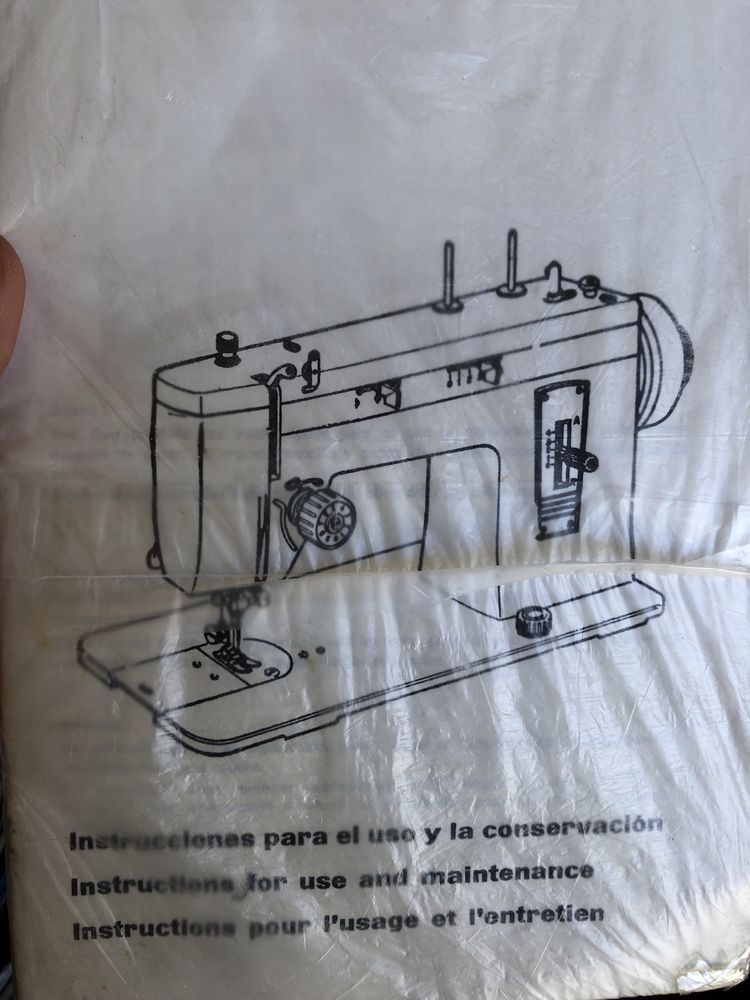 Instrucciones para el uso y la conservación
Instructions for use and maintenance
Instructions pour l'usage et l'entretien